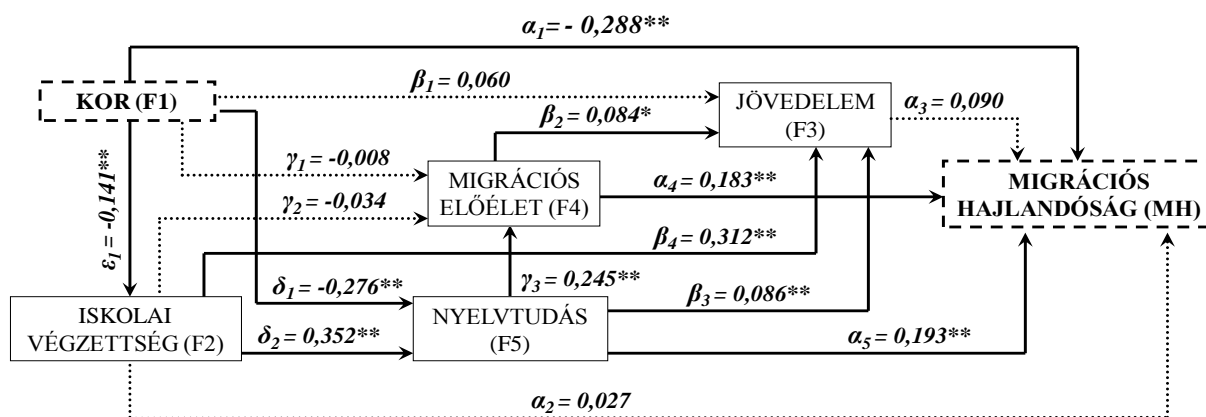 α1= - 0,288**
KOR (F1)
β1 = 0,060
JÖVEDELEM
(F3)
α3 = 0,090
β2 = 0,084*
γ1 = -0,008
MIGRÁCIÓS
ELŐÉLET (F4)
α4 = 0,183**
MIGRÁCIÓS
HAJLANDÓSÁG (MH)
γ2 = -0,034
ε1 = -0,141**
β4 = 0,312**
δ1 = -0,276**
γ3 = 0,245**
β3 = 0,086**
ISKOLAI
VÉGZETTSÉG (F2)
δ2 = 0,352**
NYELVTUDÁS
(F5)
α5 = 0,193**
α2 = 0,027